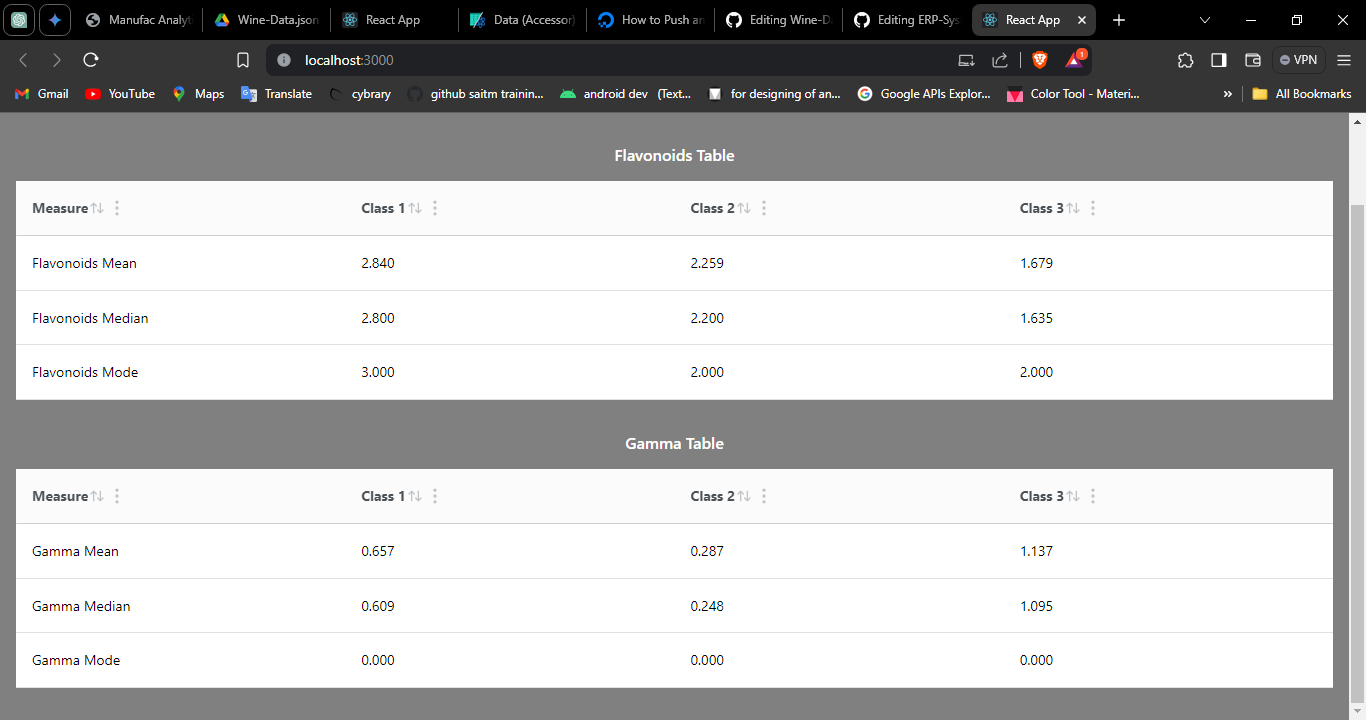 Manufac Analyt Wine-Data.json React App Data (Accessor) How to Push an Editing Wine-D Editing ERP-Sys React App
localhost:3000 1 VPN
Gmail YouTube Maps Translate cybrary github saitm trainin... android dev (Text... for designing of an... Google APIs Explor... Color Tool - Materi... » All Bookmarks
Flavonoids Table
Measure Class 1 Class 2 Class 3
Flavonoids Mean 2.840 2.259 1.679
Flavonoids Median 2.800 2.200 1.635
Flavonoids Mode 3.000 2.000 2.000
Gamma Table
Measure Class 1 Class 2 Class 3
Gamma Mean 0.657 0.287 1.137
Gamma Median 0.609 0.248 1.095
Gamma Mode 0.000 0.000 0.000